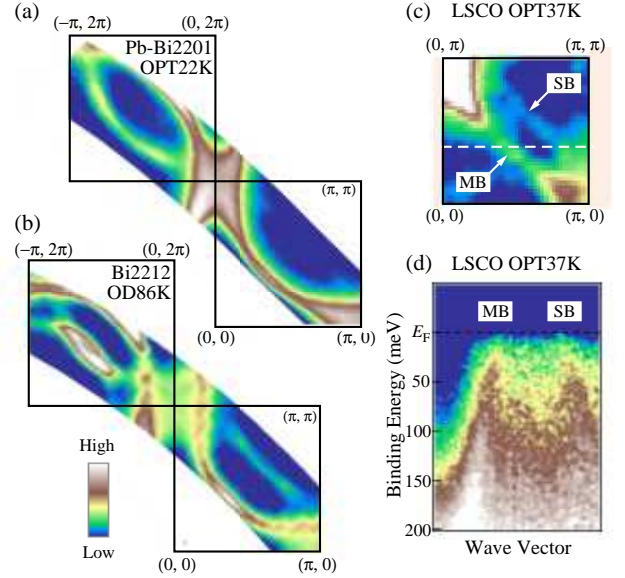 (a)
(−π, 2π)
(0, 2π)
Pb-Bi2201
OPT22K
(π, π)
(0, 0)
(π, 0)
(b)
(−π, 2π)
(0, 2π)
Bi2212
OD86K
(π, π)
(0, 0)
(π, 0)
High
Low
(c) LSCO OPT37K
(0, π)
(π, π)
SB
MB
(0, 0)
(π, 0)
(d) LSCO OPT37K
MB
SB
EF
50
100
150
200
Binding Energy (meV)
Wave Vector